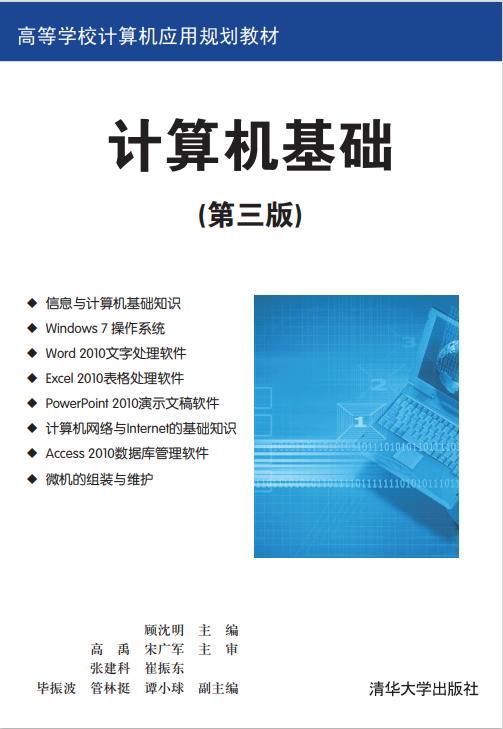 高等学校计算机应用规划教材
计算机基础
(第三版)
◆ 信息与计算机基础知识
◆ Windows 7 操作系统
◆ Word 2010文字处理软件
◆ Excel 2010表格处理软件
◆ PowerPoint 2010演示文稿软件
◆ 计算机网络与Internet的基础知识
◆ Access 2010数据库管理软件
◆ 微机的组装与维护
3
2
1
顾沈明 主 编
高 禹 宋广军 主 审
张建科 崔振东
毕振波 管林挺 谭小球 副主编
清华大学出版社